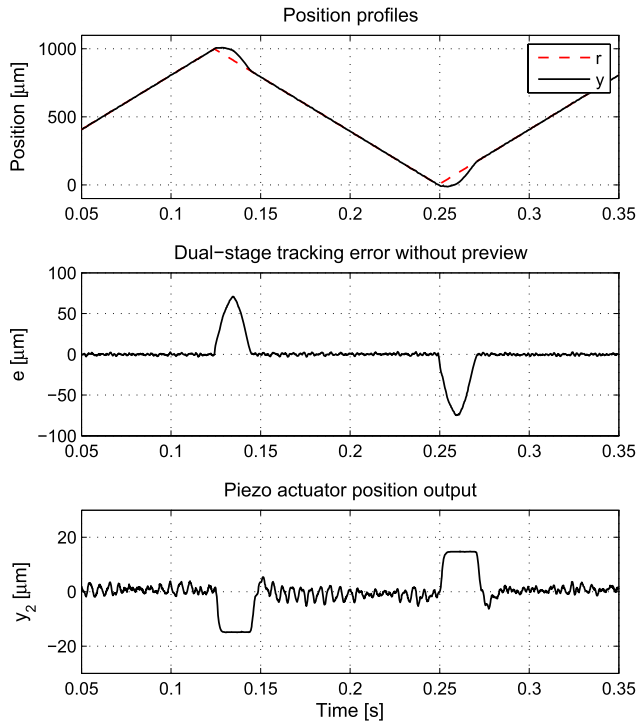 Position profiles
Position [µm]
1000
500
0
r
y
0.05 0.1 0.15 0.2 0.25 0.3 0.35
Dual−stage tracking error without preview
e [µm]
100
50
0
−50
−100
0.05 0.1 0.15 0.2 0.25 0.3 0.35
Piezo actuator position output
y2 [µm]
20
0
−20
0.05 0.1 0.15 0.2 0.25 0.3 0.35
Time [s]